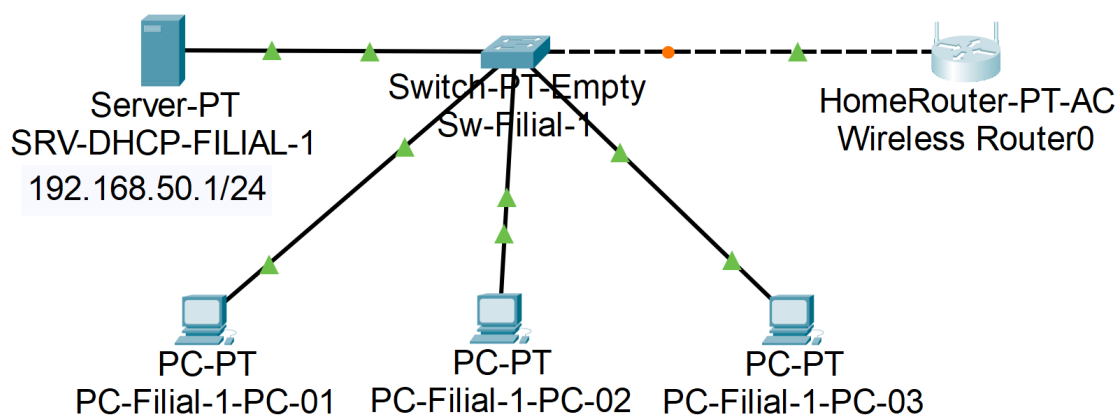 Server-PT
SRV-DHCP-FILIAL-1
192.168.50.1/24
Switch-PT-Empty
Sw-Filial-1
HomeRouter-PT-AC
Wireless Router0
PC-PT
PC-Filial-1-PC-01
PC-PT
PC-Filial-1-PC-02
PC-PT
PC-Filial-1-PC-03